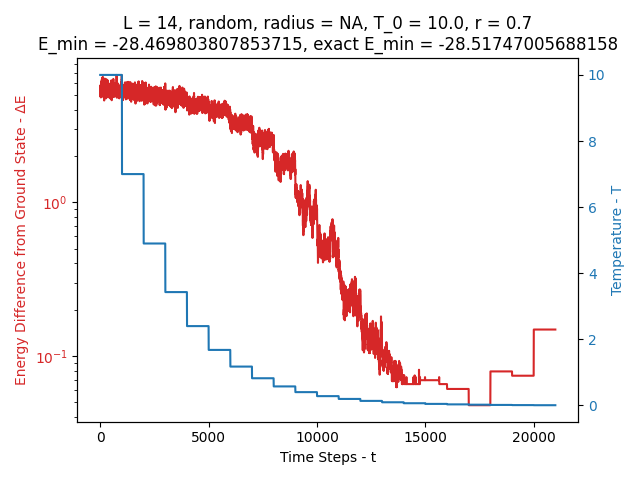 L = 14, random, radius = NA, T_0 = 10.0, r = 0.7
E_min = -28.469803807853715, exact E_min = -28.51747005688158
Energy Difference from Ground State - ΔE
10^0
10^-1
10
8
6
4
2
0
Temperature - T
0 5000 10000 15000 20000
Time Steps - t